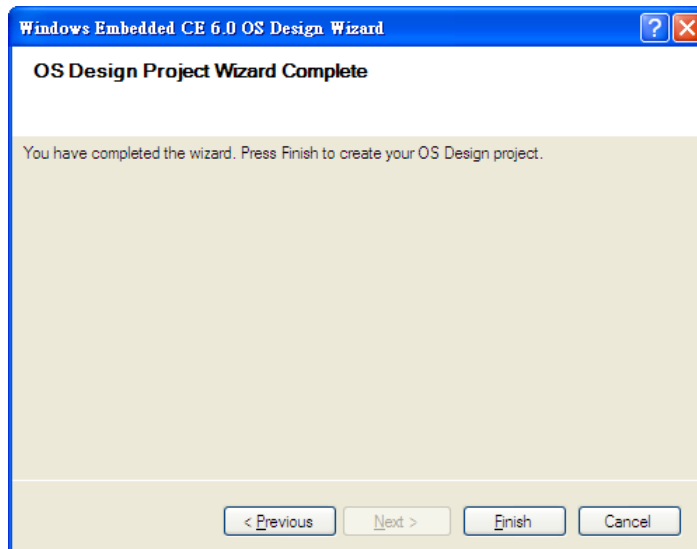 Windows Embedded CE 6.0 OS Design Wizard
OS Design Project Wizard Complete
You have completed the wizard. Press Finish to create your OS Design project.
< Previous Next > Finish Cancel